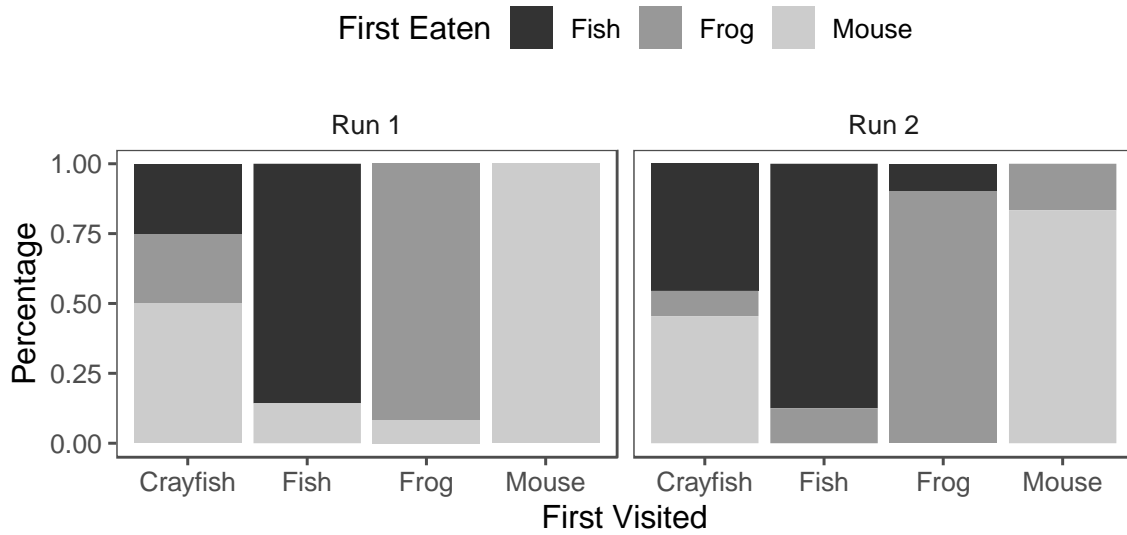 First Eaten Fish Frog Mouse
Run 1 Run 2
1.00
0.75
0.50
0.25
0.00
Percentage
Crayfish Fish Frog Mouse Crayfish Fish Frog Mouse
First Visited